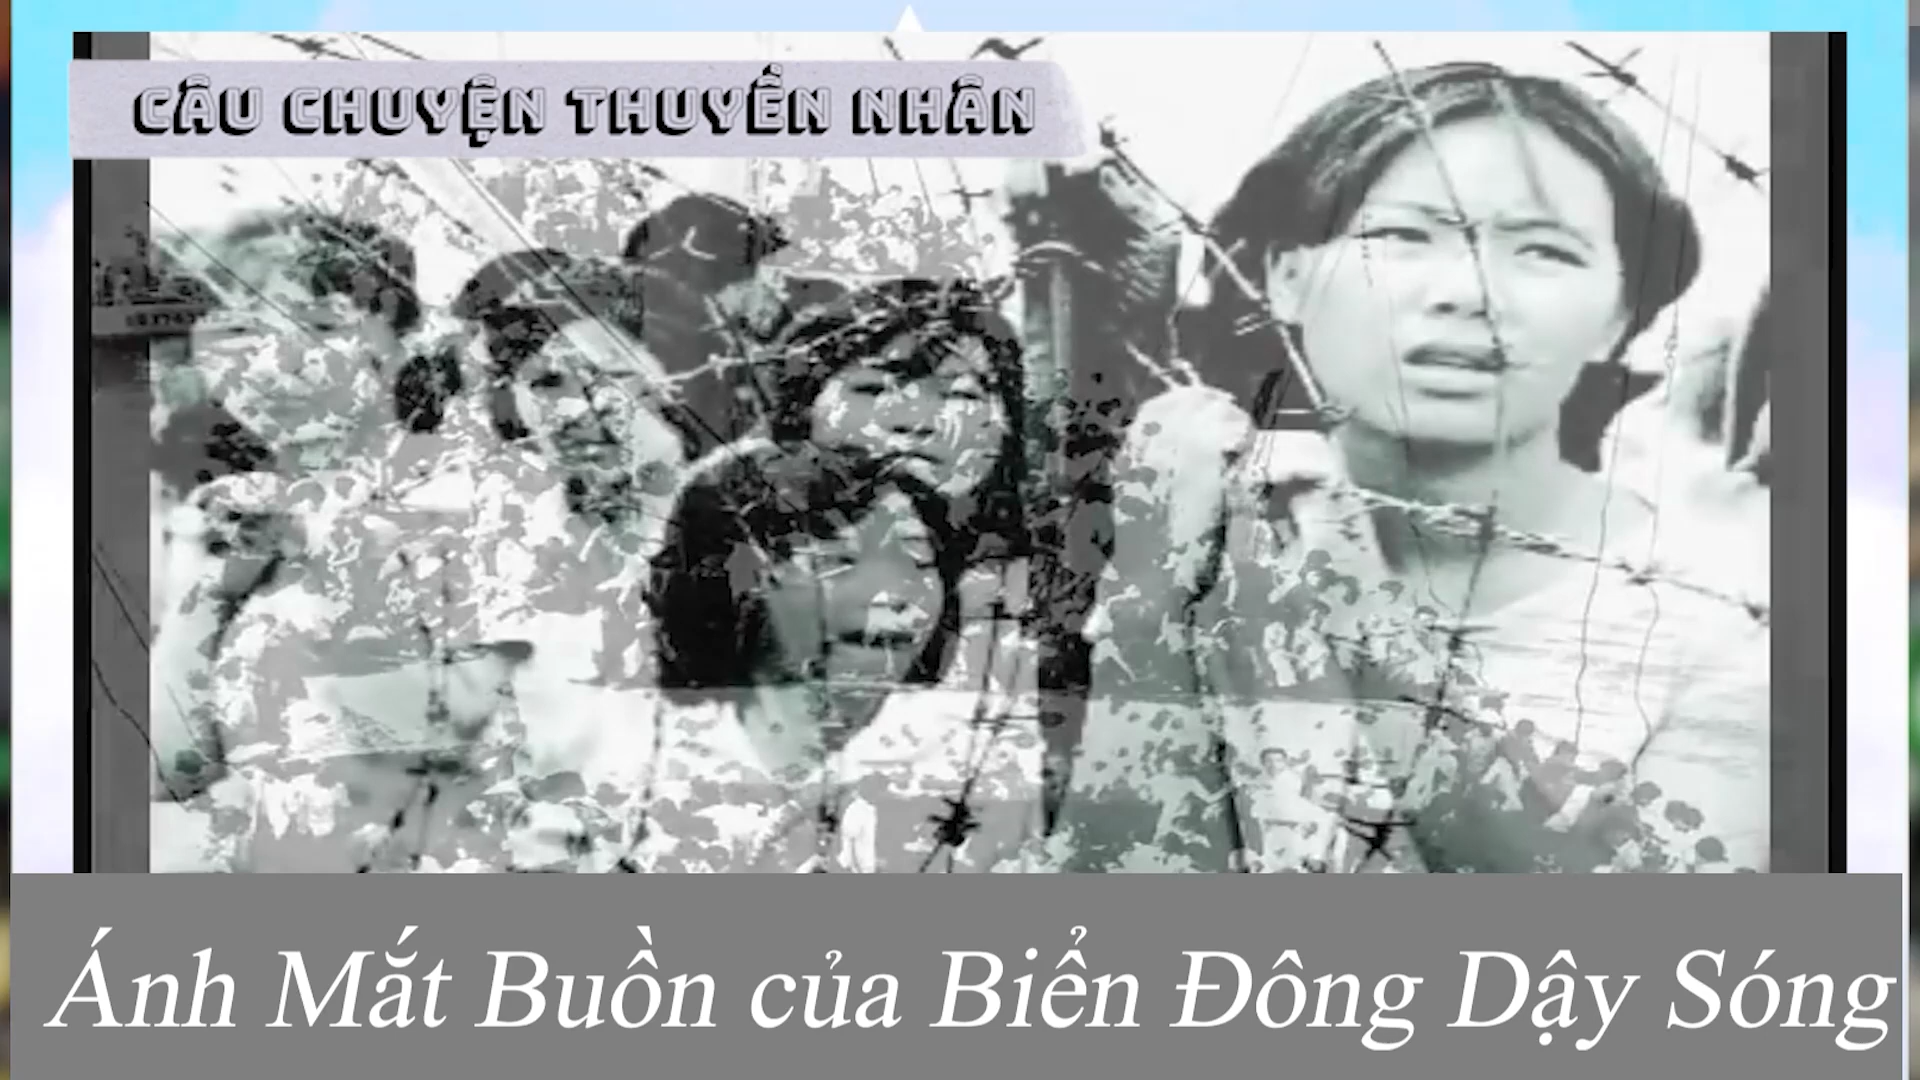 CÂU CHUYỆN THUYỀN NHÂN
Ánh Mắt Buồn của Biển Đông Dậy Sóng